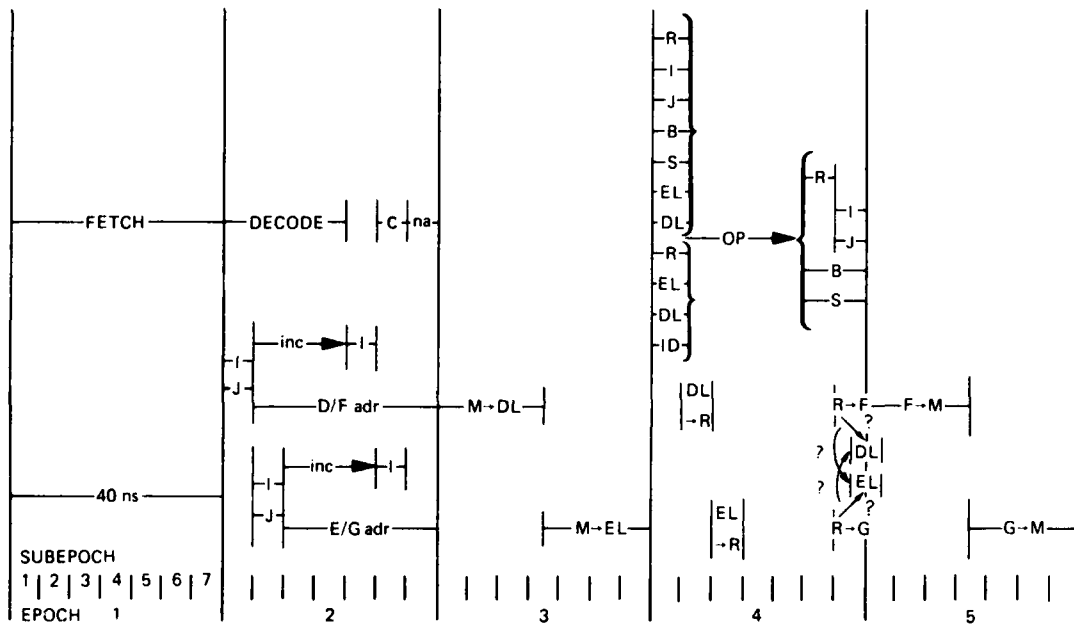 R
I
J
B
S
EL
DL
FETCH DECODE C na
OP
R
EL
DL
ID
R
I
J
B
S
I
J
inc I
D/F adr M→DL
DL
→R
R→F F→M
?
? DL
? EL
?
R→G
I
J
inc I
E/G adr M→EL
EL
→R
G→M
40 ns
SUBEPOCH
1 2 3 4 5 6 7
EPOCH 1 2 3 4 5